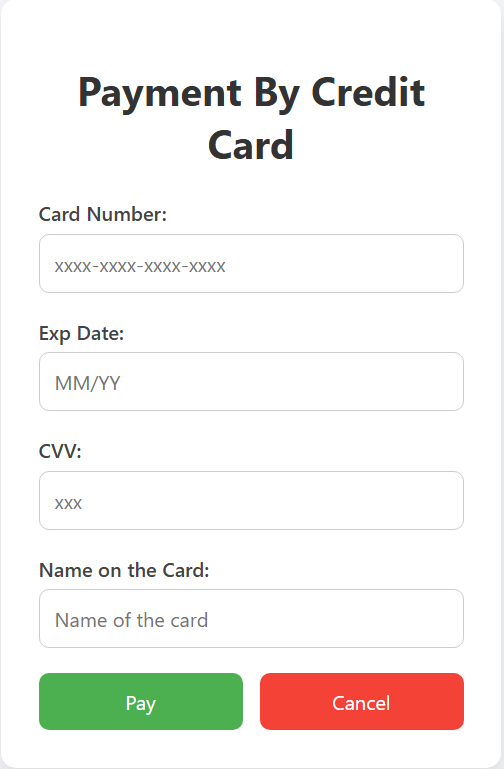 Payment By Credit
Card
Card Number:
xxxx-xxxx-xxxx-xxxx
Exp Date:
MM/YY
CVV:
xxx
Name on the Card:
Name of the card
Pay
Cancel